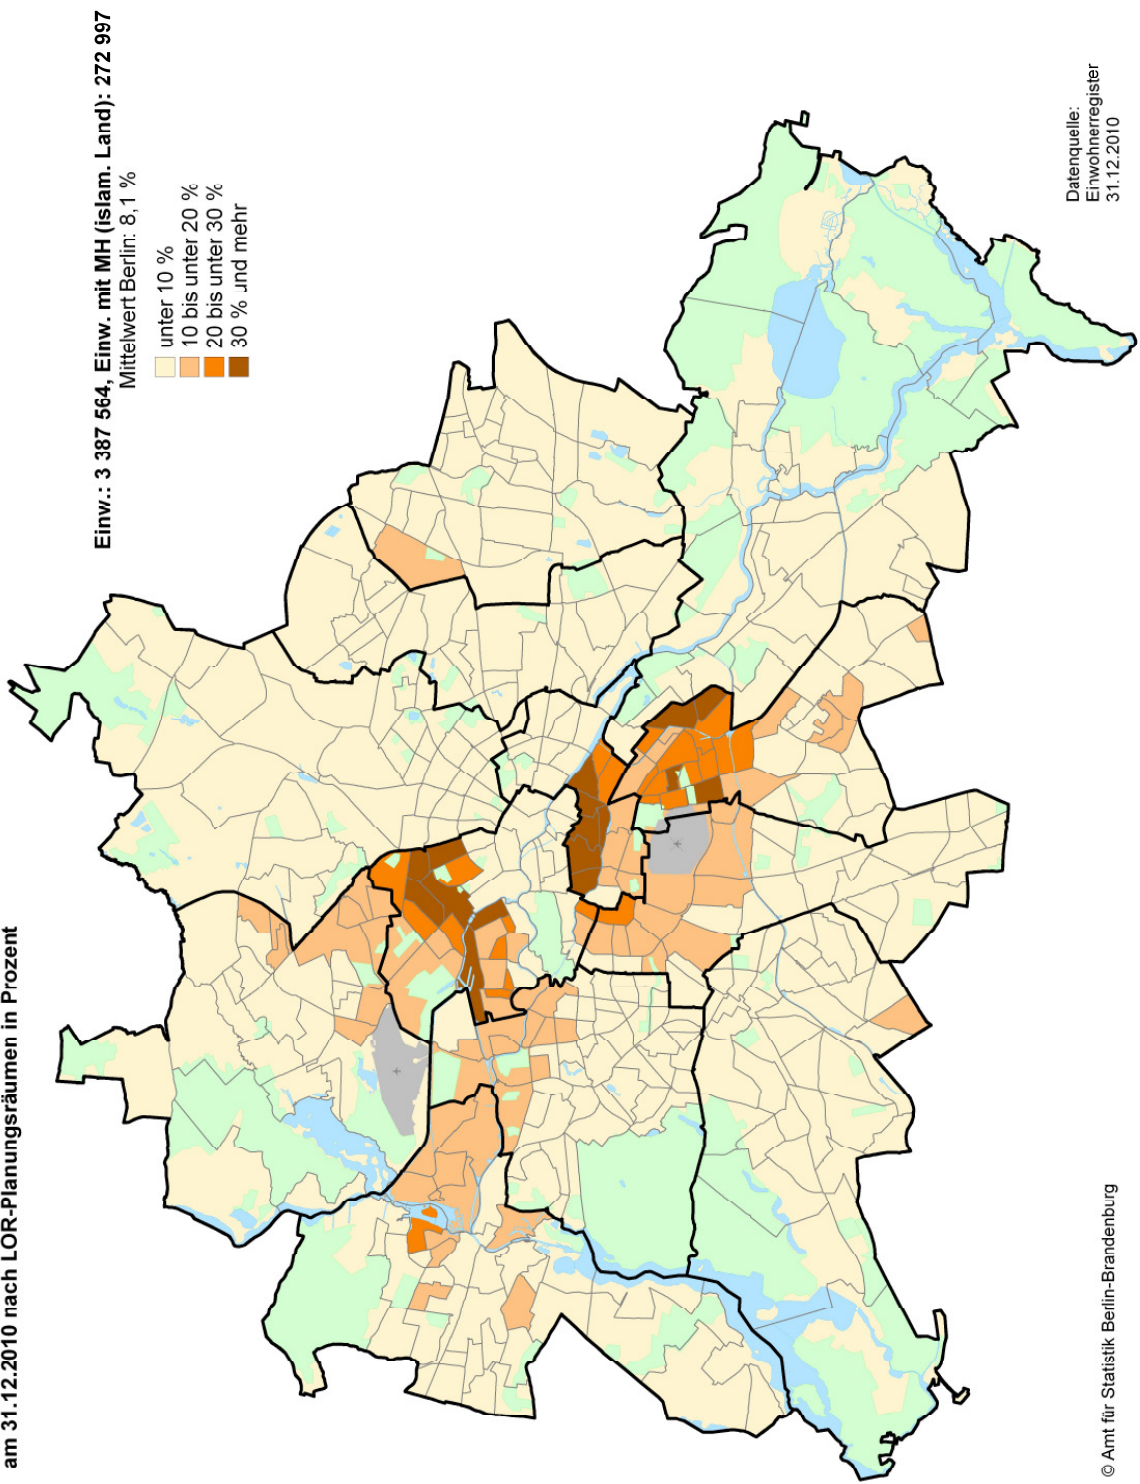 am 31.12.2010 nach LOR-Planungsräumen in Prozent
Einw.: 3 387 564, Einw. mit MH (islam. Land): 272 997
Mittelwert Berlin: 8,1 %
unter 10 %
10 bis unter 20 %
20 bis unter 30 %
30 % und mehr
Datenquelle:
Einwohnerregister
31.12.2010
© Amt für Statistik Berlin-Brandenburg